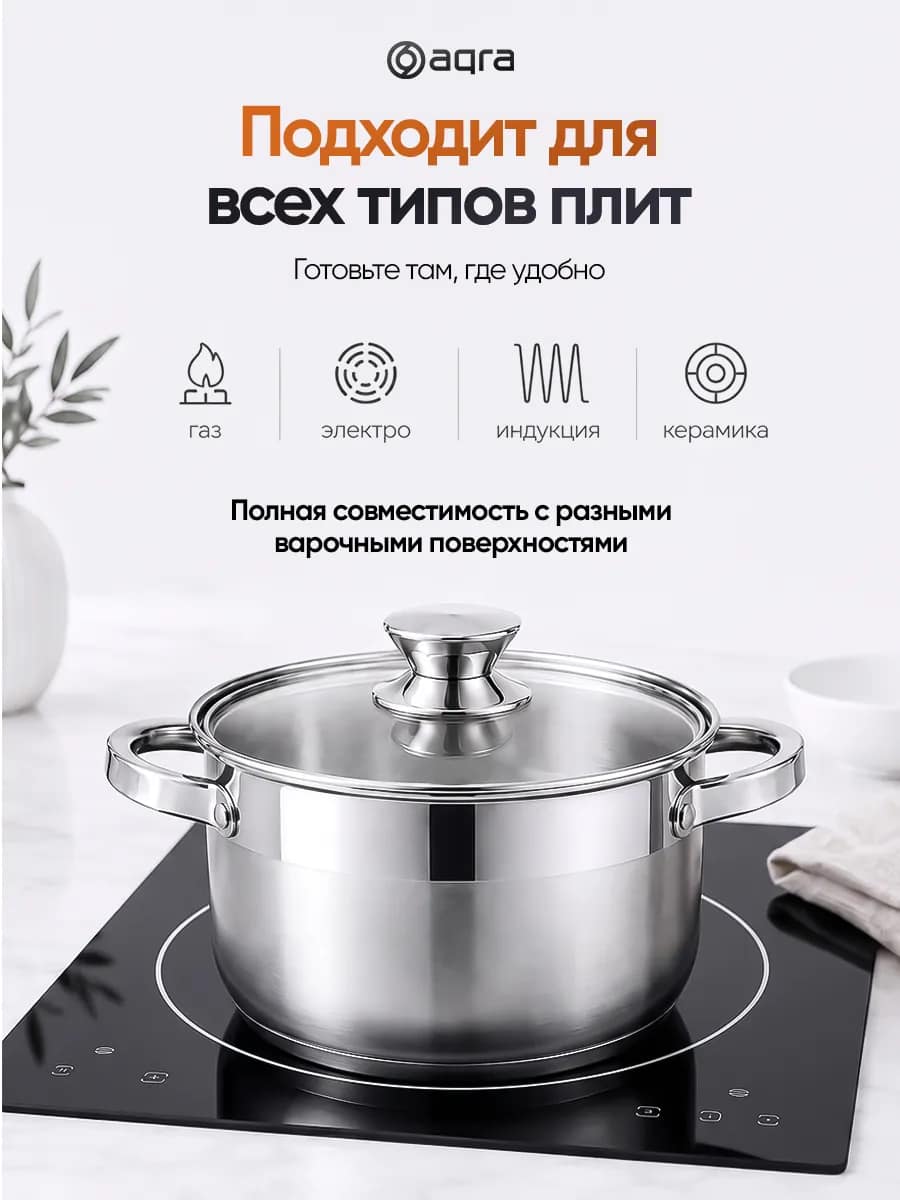 aqra
Подходит для
всех типов плит
Готовьте там, где удобно
газ
электро
индукция
керамика
Полная совместимость с разными
варочными поверхностями